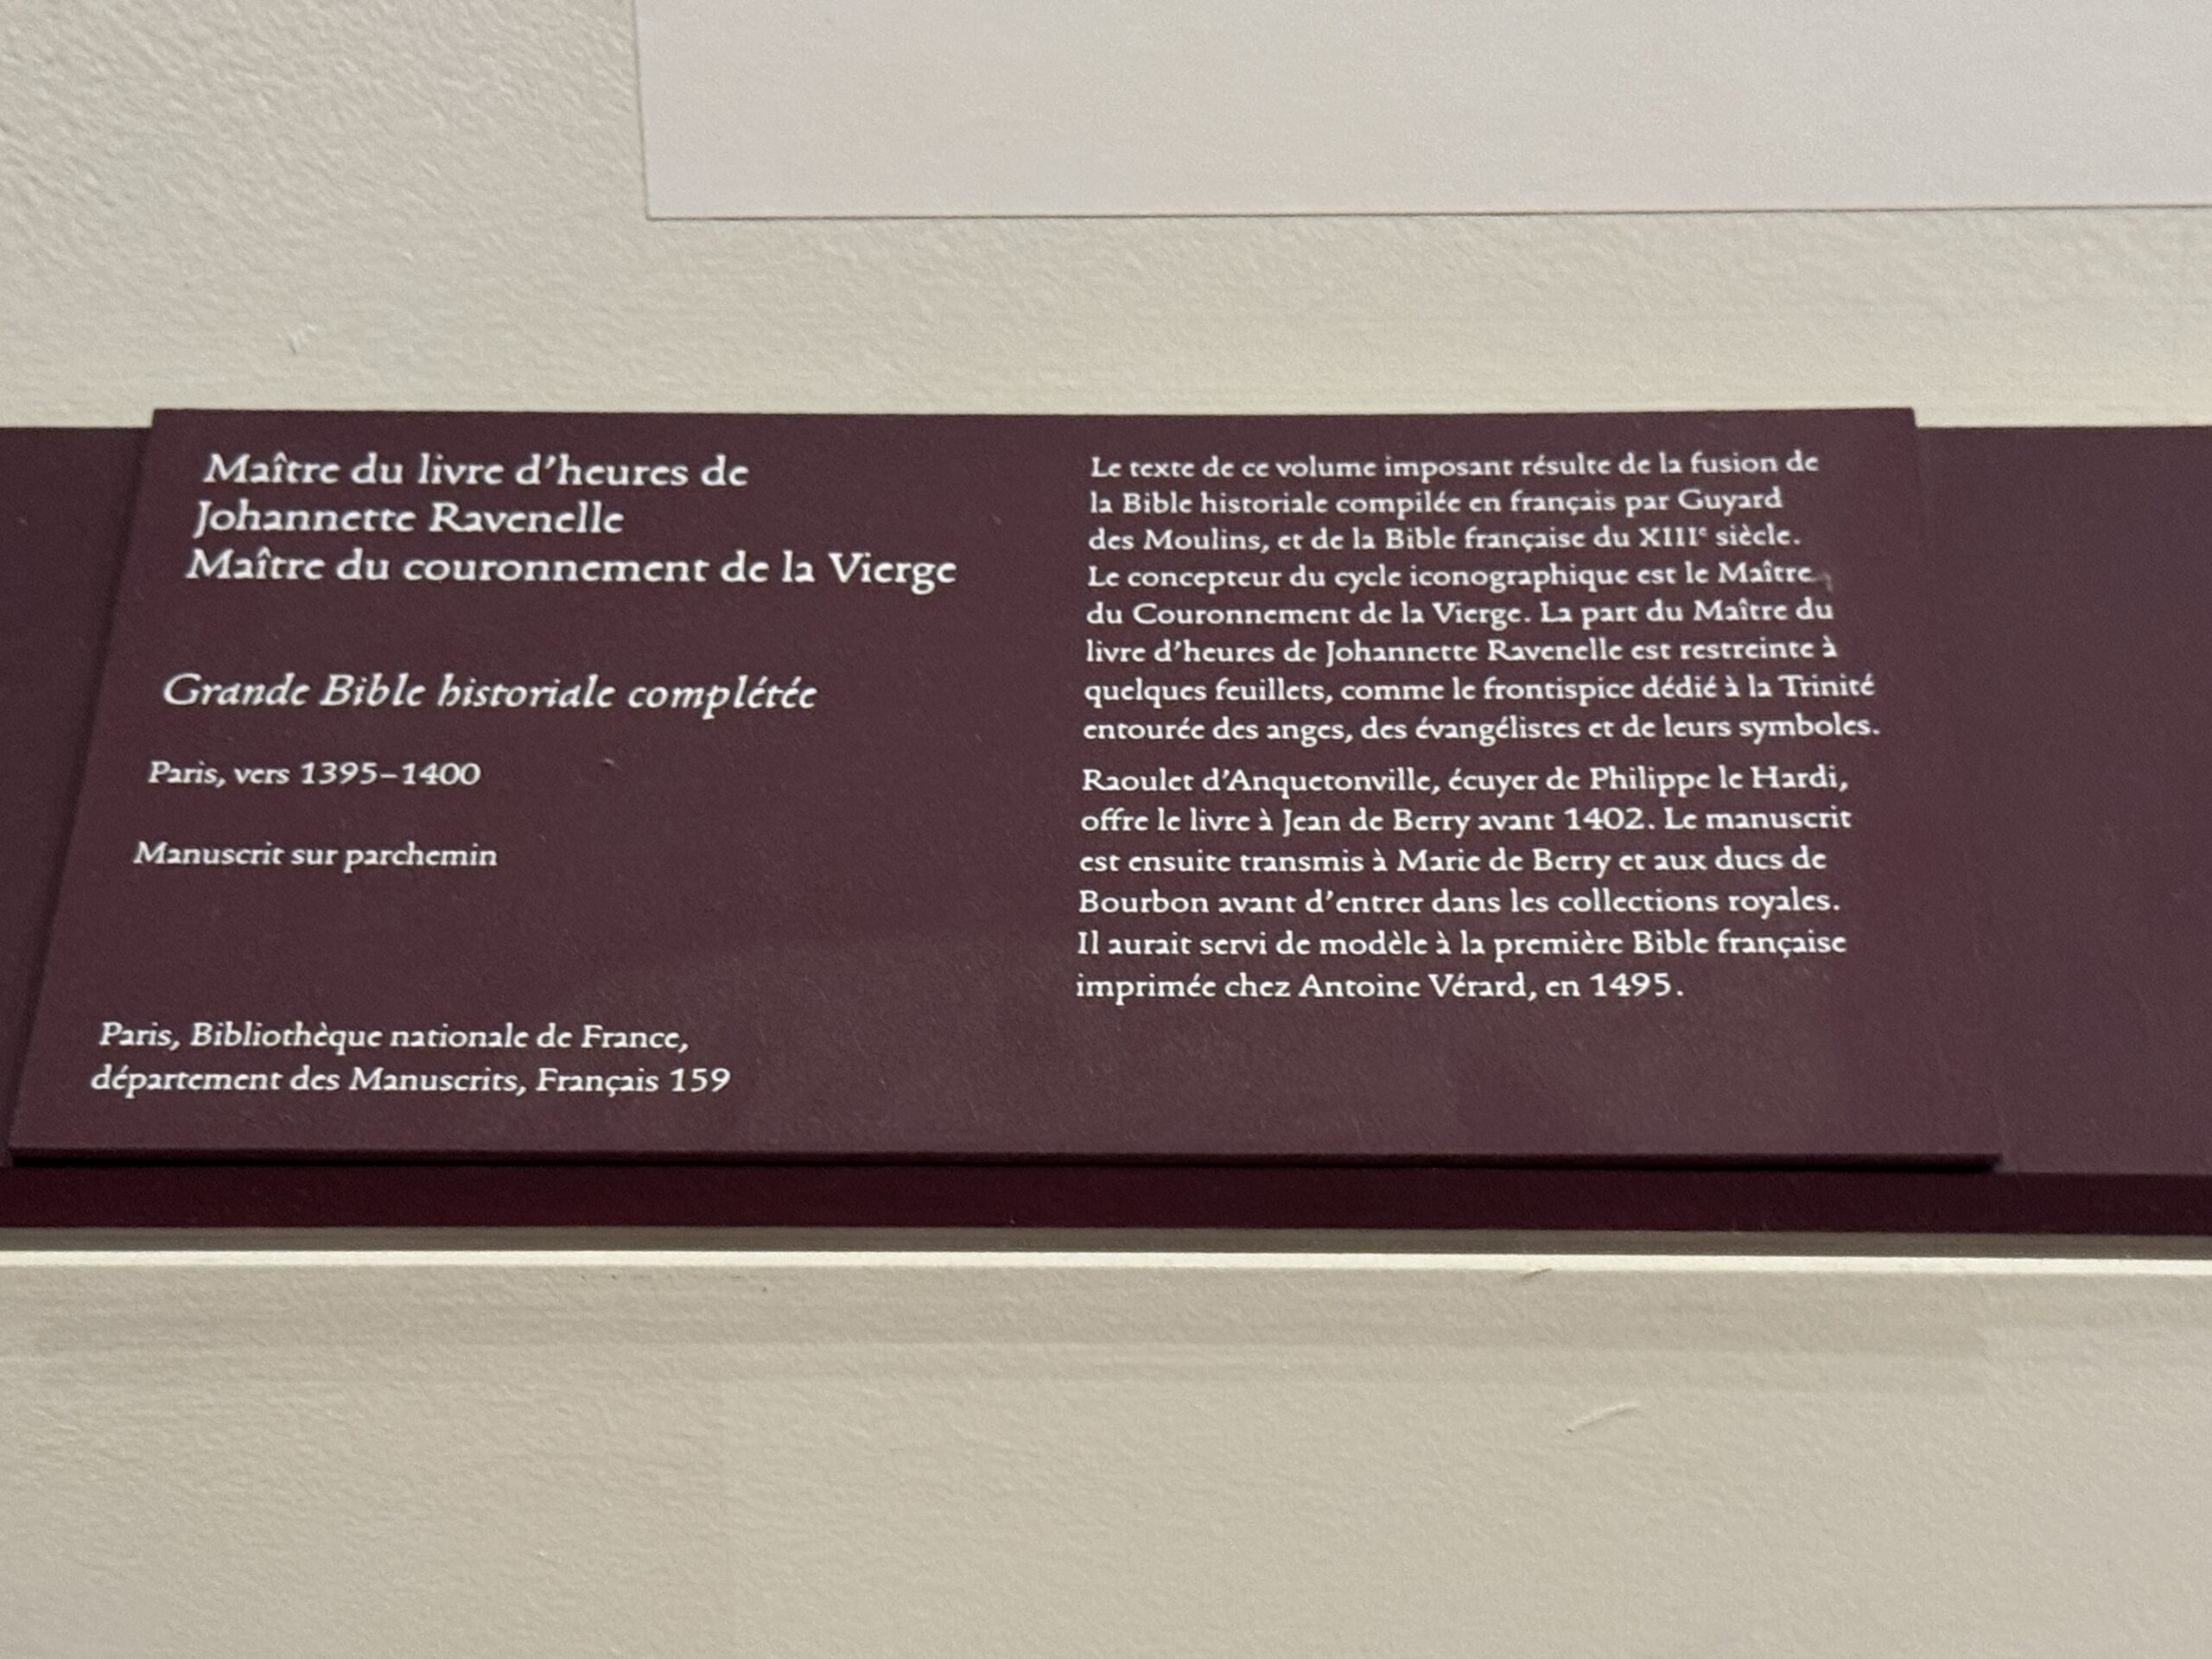 Maître du livre d'heures de
Johannette Ravenelle
Maître du couronnement de la Vierge
Grande Bible historiale complétée
Paris, vers 1395–1400
Manuscrit sur parchemin
Paris, Bibliothèque nationale de France,
département des Manuscrits, Français 159
Le texte de ce volume imposant résulte de la fusion de
la Bible historiale compilée en français par Guyard
des Moulins, et de la Bible française du XIIIᵉ siècle.
Le concepteur du cycle iconographique est le Maître
du Couronnement de la Vierge. La part du Maître du
livre d'heures de Johannette Ravenelle est restreinte à
quelques feuillets, comme le frontispice dédié à la Trinité
entourée des anges, des évangélistes et de leurs symboles.
Raoulet d'Anquetonville, écuyer de Philippe le Hardi,
offre le livre à Jean de Berry avant 1402. Le manuscrit
est ensuite transmis à Marie de Berry et aux ducs de
Bourbon avant d'entrer dans les collections royales.
Il aurait servi de modèle à la première Bible française
imprimée chez Antoine Vérard, en 1495.